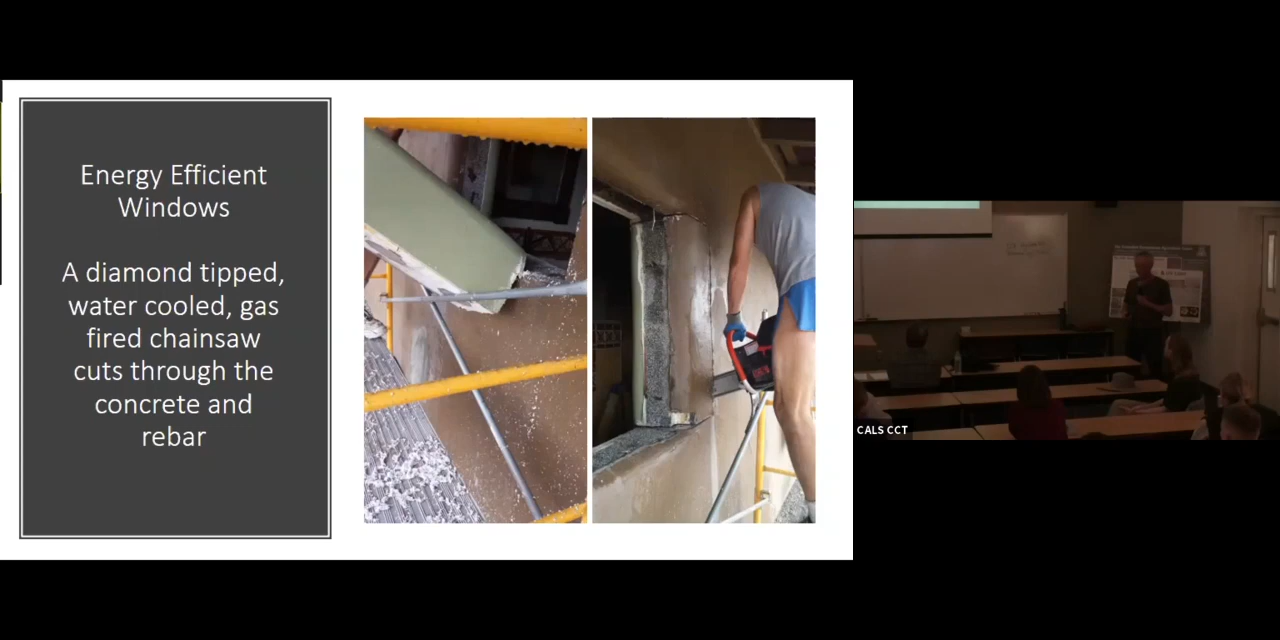 Energy Efficient
Windows
A diamond tipped,
water cooled, gas
fired chainsaw
cuts through the
concrete and
rebar
CALS CCT